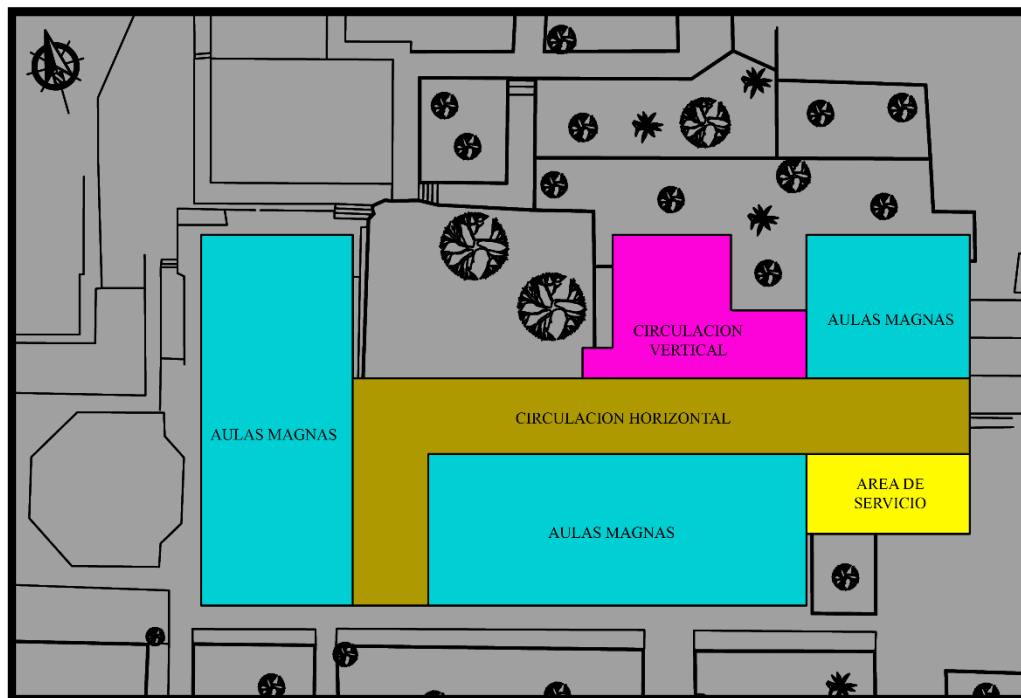 CIRCULACION
VERTICAL
AULAS MAGNAS
CIRCULACION HORIZONTAL
AULAS MAGNAS
AREA DE
SERVICIO
AULAS MAGNAS